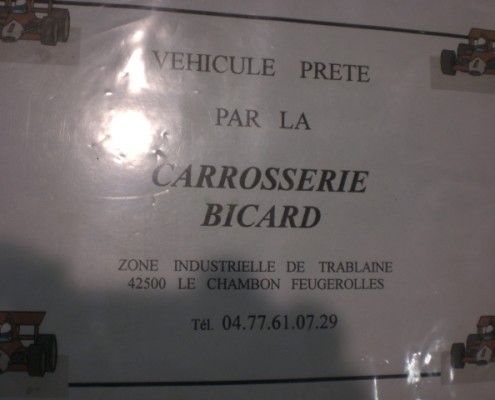 VEHICULE PRETE
PAR LA
CARROSSERIE
BICARD
ZONE INDUSTRIELLE DE TRABLAINE
42500 LE CHAMBON FEUGEROLLES
Tél. 04.77.61.07.29